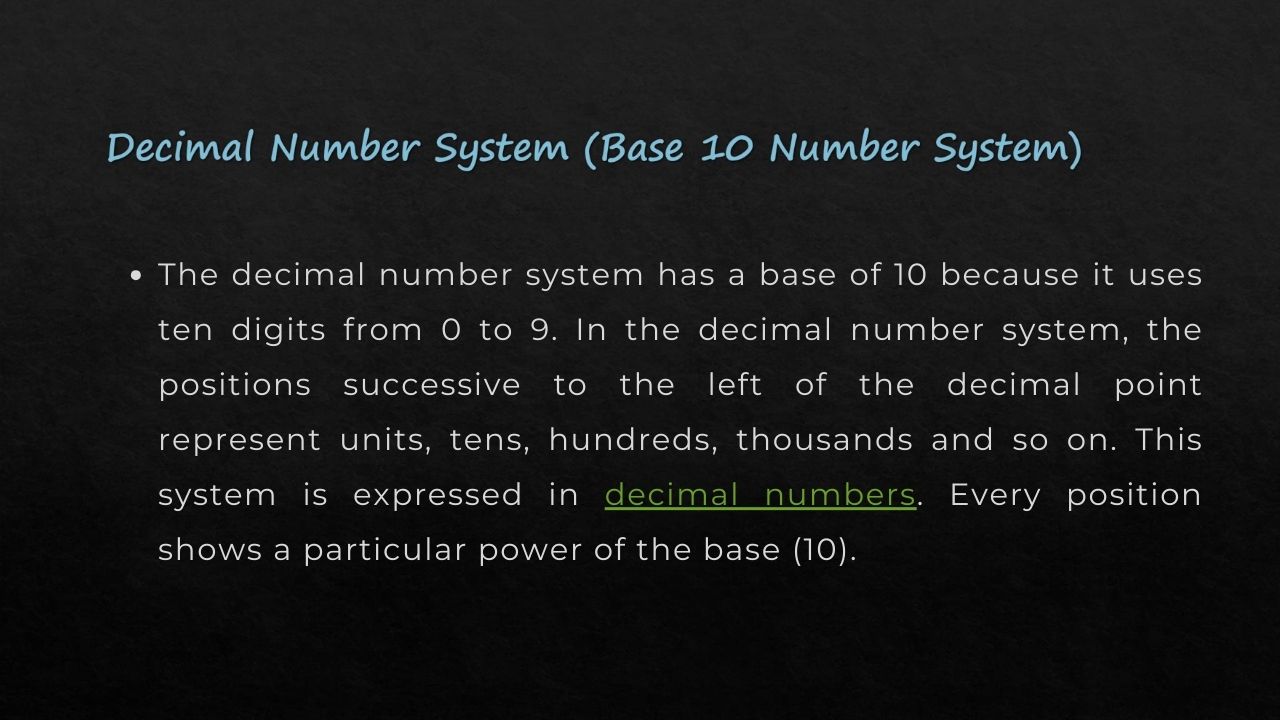 Decimal Number System (Base 10 Number System)
• The decimal number system has a base of 10 because it uses
ten digits from 0 to 9. In the decimal number system, the
positions successive to the left of the decimal point
represent units, tens, hundreds, thousands and so on. This
system is expressed in decimal numbers. Every position
shows a particular power of the base (10).